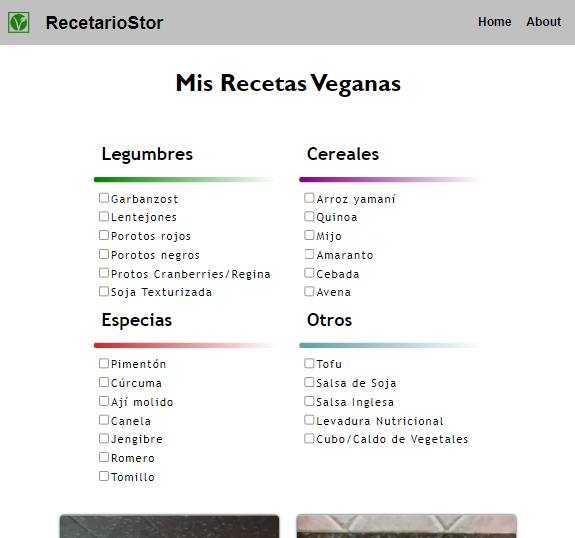 RecetarioStor
Home
About
Mis Recetas Veganas
Legumbres
Garbanzost
Lentejones
Porotos rojos
Porotos negros
Protos Cranberries/Regina
Soja Texturizada
Cereales
Arroz yamaní
Quinoa
Mijo
Amaranto
Cebada
Avena
Especias
Pimentón
Cúrcuma
Ají molido
Canela
Jengibre
Romero
Tomillo
Otros
Tofu
Salsa de Soja
Salsa Inglesa
Levadura Nutricional
Cubo/Caldo de Vegetales